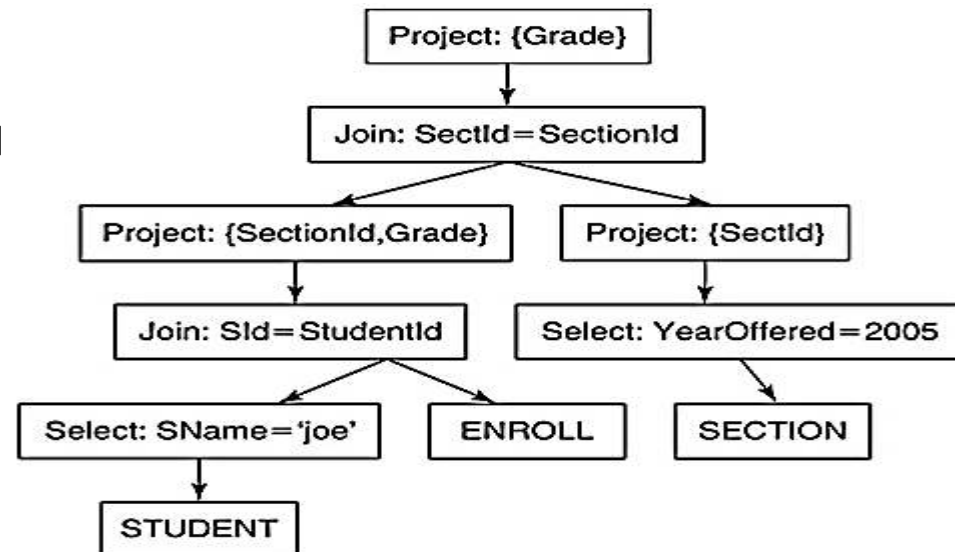 Project: {Grade}
Join: SectId=SectionId
Project: {SectionId,Grade}
Project: {SectId}
Join: SId=StudentId
Select: YearOffered=2005
Select: SName=‘joe’
ENROLL
SECTION
STUDENT